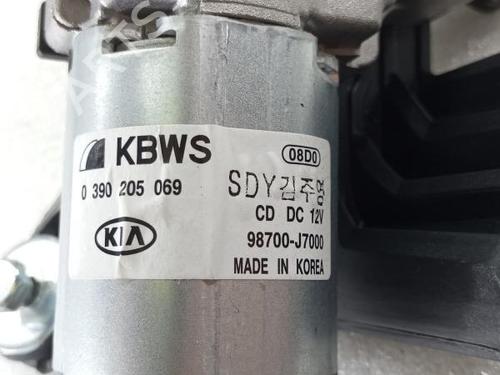 KBWS
08D0
0 390 205 069
SDY김주영
CD DC 12V
KIA
98700-J7000
MADE IN KOREA